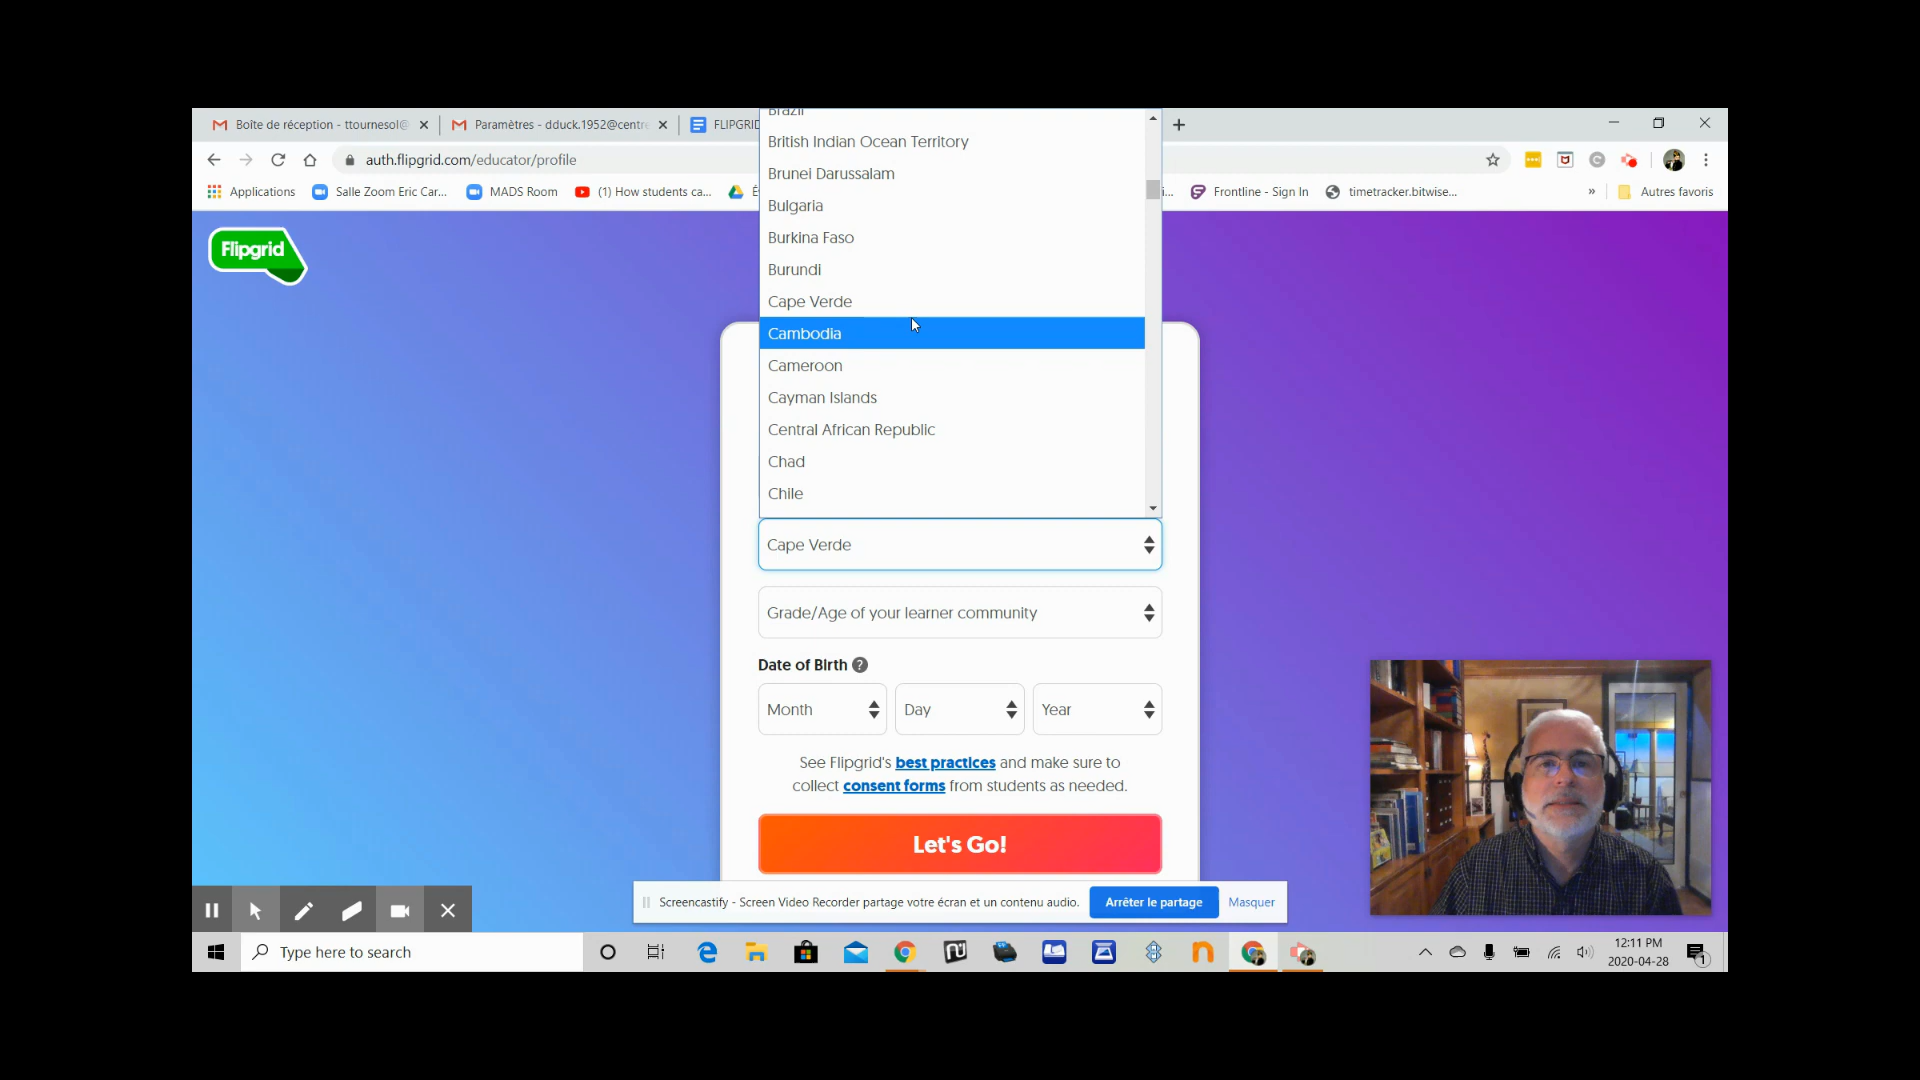 Boîte de réception - ttournesol@
Paramètres - dduck.1952@centre
FLIPGRID
auth.flipgrid.com/educator/profile
Applications
Salle Zoom Eric Car...
MADS Room
(1) How students ca...
Frontline - Sign In
timetracker.bitwise...
»
Autres favoris
Flipgrid
Brazil
British Indian Ocean Territory
Brunei Darussalam
Bulgaria
Burkina Faso
Burundi
Cape Verde
Cambodia
Cameroon
Cayman Islands
Central African Republic
Chad
Chile
Cape Verde
Grade/Age of your learner community
Date of Birth ?
Month
Day
Year
See Flipgrid's best practices and make sure to
collect consent forms from students as needed.
Let's Go!
Screencastify - Screen Video Recorder partage votre écran et un contenu audio.
Arrêter le partage
Masquer
Type here to search
12:11 PM
2020-04-28
1